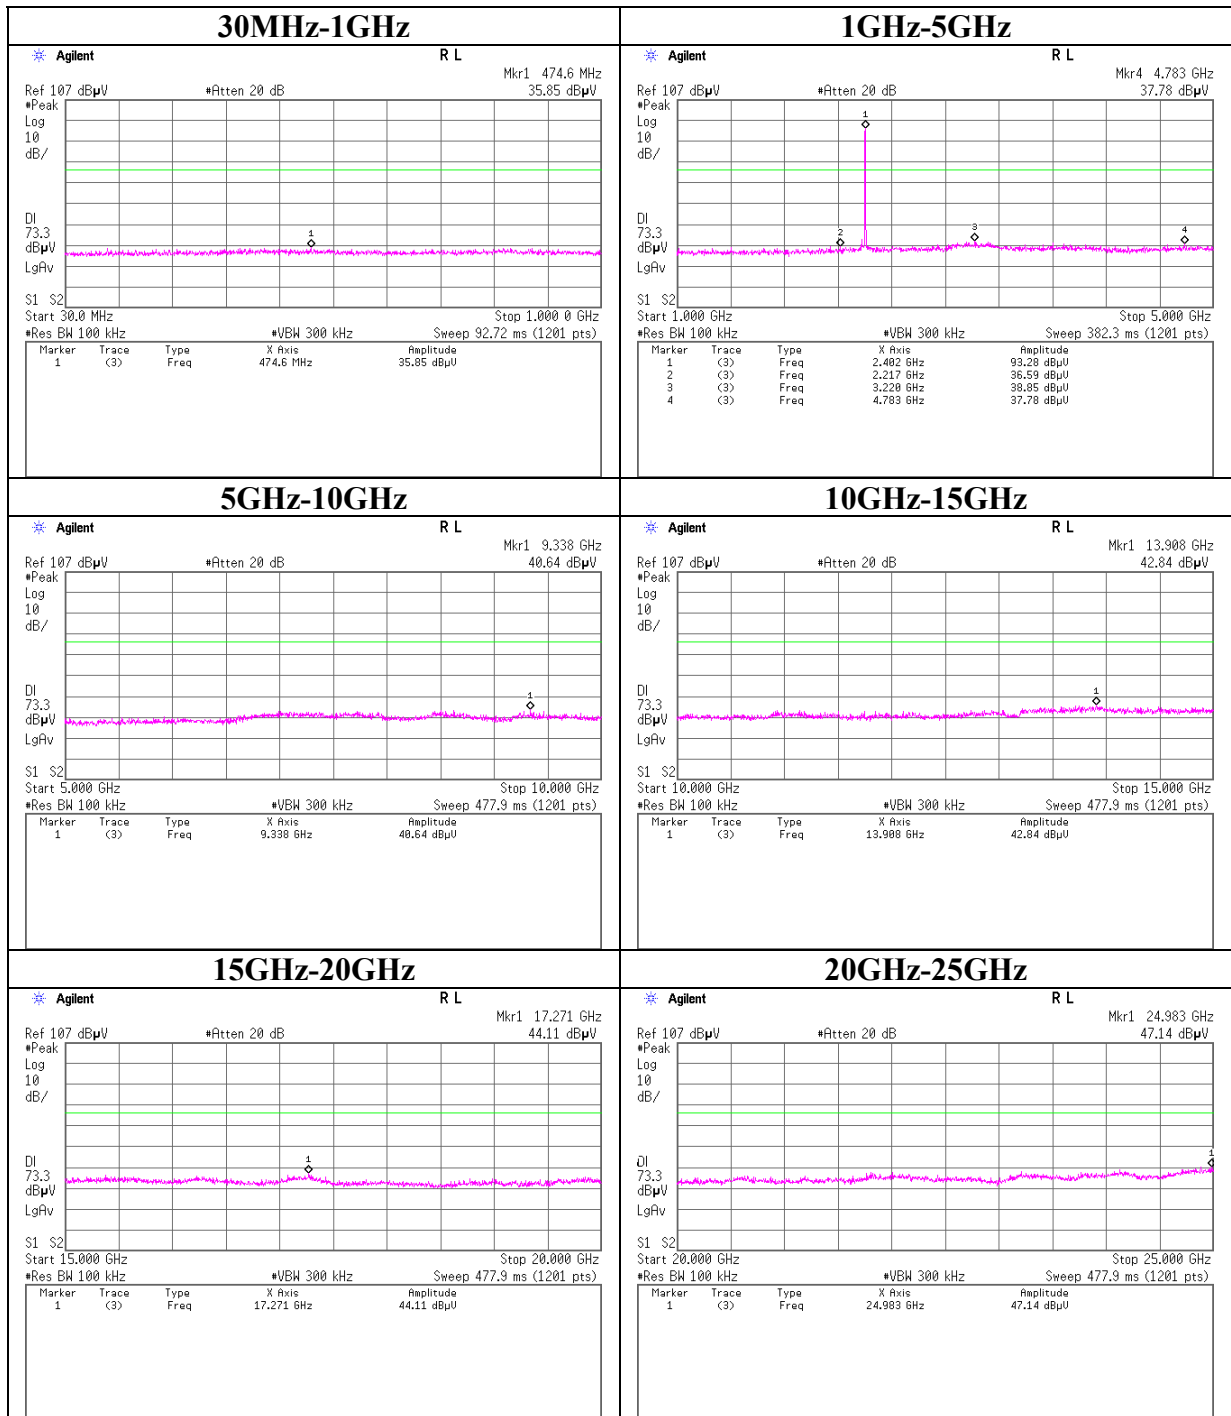 30MHz-1GHz
Agilent R L
Mkr1 474.6 MHz
Ref 107 dBµV #Atten 20 dB 35.85 dBµV
#Peak
Log
10
dB/
1
DI
73.3
dBµV
LgAv
S1 S2
Start 30.0 MHz Stop 1.000 0 GHz
#Res BW 100 kHz #VBW 300 kHz Sweep 92.72 ms (1201 pts)
Marker Trace Type X Axis Amplitude
1 (3) Freq 474.6 MHz 35.85 dBµV
1GHz-5GHz
Agilent R L
Mkr4 4.783 GHz
Ref 107 dBµV #Atten 20 dB 37.78 dBµV
#Peak
Log
10
dB/
1
2 3 4
DI
73.3
dBµV
LgAv
S1 S2
Start 1.000 GHz Stop 5.000 GHz
#Res BW 100 kHz #VBW 300 kHz Sweep 382.3 ms (1201 pts)
Marker Trace Type X Axis Amplitude
1 (3) Freq 2.402 GHz 93.28 dBµV
2 (3) Freq 2.217 GHz 36.59 dBµV
3 (3) Freq 3.220 GHz 38.85 dBµV
4 (3) Freq 4.783 GHz 37.78 dBµV
5GHz-10GHz
Agilent R L
Mkr1 9.338 GHz
Ref 107 dBµV #Atten 20 dB 40.64 dBµV
#Peak
Log
10
dB/
1
DI
73.3
dBµV
LgAv
S1 S2
Start 5.000 GHz Stop 10.000 GHz
#Res BW 100 kHz #VBW 300 kHz Sweep 477.9 ms (1201 pts)
Marker Trace Type X Axis Amplitude
1 (3) Freq 9.338 GHz 40.64 dBµV
10GHz-15GHz
Agilent R L
Mkr1 13.908 GHz
Ref 107 dBµV #Atten 20 dB 42.84 dBµV
#Peak
Log
10
dB/
1
DI
73.3
dBµV
LgAv
S1 S2
Start 10.000 GHz Stop 15.000 GHz
#Res BW 100 kHz #VBW 300 kHz Sweep 477.9 ms (1201 pts)
Marker Trace Type X Axis Amplitude
1 (3) Freq 13.908 GHz 42.84 dBµV
15GHz-20GHz
Agilent R L
Mkr1 17.271 GHz
Ref 107 dBµV #Atten 20 dB 44.11 dBµV
#Peak
Log
10
dB/
1
DI
73.3
dBµV
LgAv
S1 S2
Start 15.000 GHz Stop 20.000 GHz
#Res BW 100 kHz #VBW 300 kHz Sweep 477.9 ms (1201 pts)
Marker Trace Type X Axis Amplitude
1 (3) Freq 17.271 GHz 44.11 dBµV
20GHz-25GHz
Agilent R L
Mkr1 24.983 GHz
Ref 107 dBµV #Atten 20 dB 47.14 dBµV
#Peak
Log
10
dB/
1
DI
73.3
dBµV
LgAv
S1 S2
Start 20.000 GHz Stop 25.000 GHz
#Res BW 100 kHz #VBW 300 kHz Sweep 477.9 ms (1201 pts)
Marker Trace Type X Axis Amplitude
1 (3) Freq 24.983 GHz 47.14 dBµV